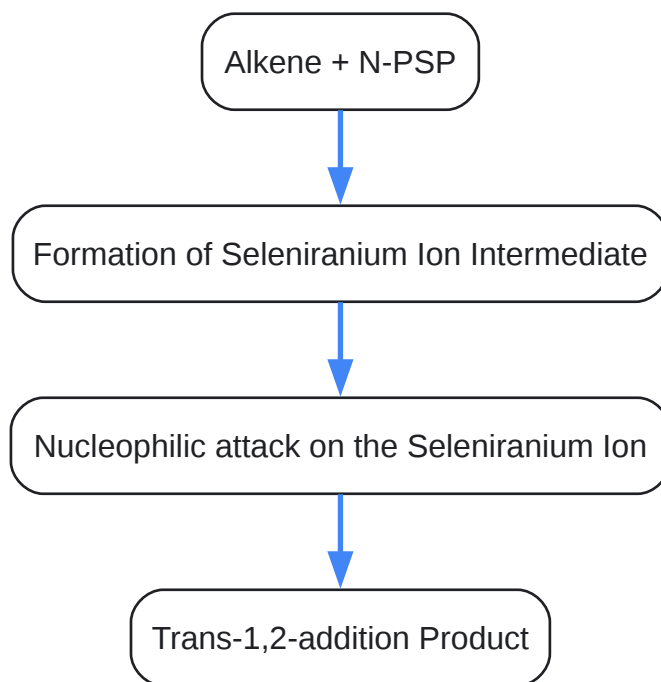 Alkene + N-PSP
Formation of Seleniranium Ion Intermediate
Nucleophilic attack on the Seleniranium Ion
Trans-1,2-addition Product